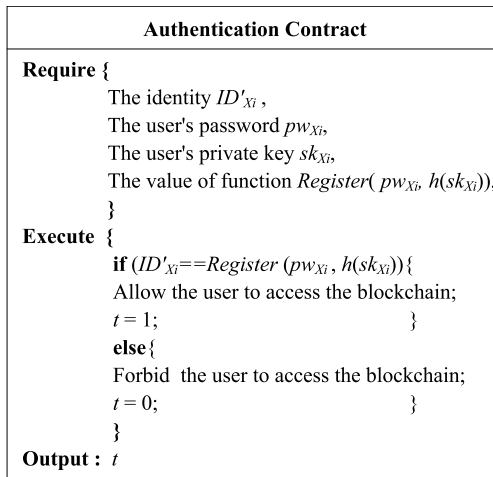 Authentication Contract
Require {
The identity ID'Xi ,
The user's password pwXi,
The user's private key skXi,
The value of function Register( pwXi, h(skXi)),
}
Execute {
if (ID'Xi==Register (pwXi , h(skXi)){
Allow the user to access the blockchain;
t = 1; }
else{
Forbid the user to access the blockchain;
t = 0; }
}
Output : t